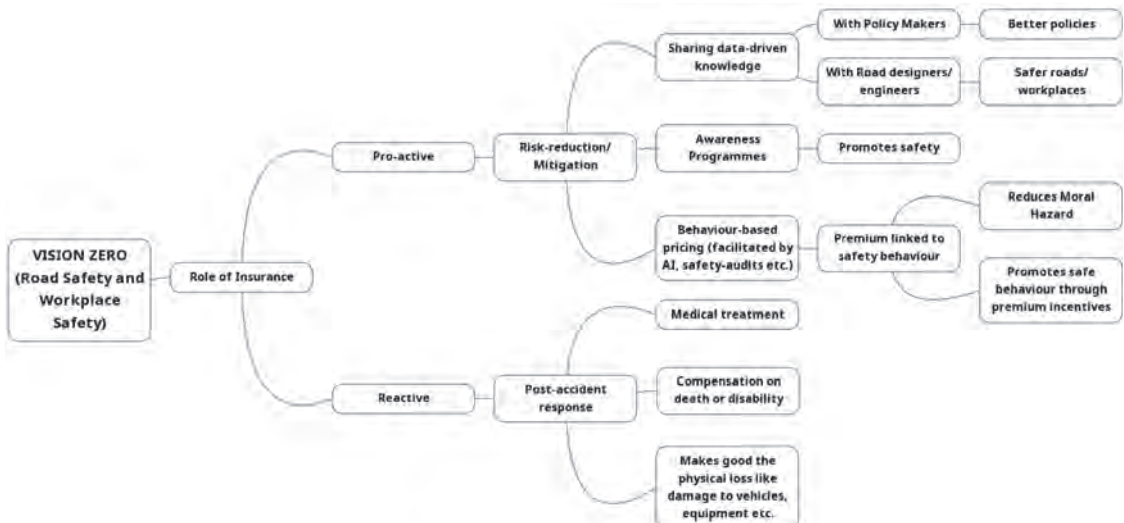 VISION ZERO
(Road Safety and
Workplace
Safety)
Role of Insurance
Pro-active
Risk-reduction/
Mitigation
Sharing data-driven
knowledge
With Policy Makers
Better policies
With Road designers/
engineers
Safer roads/
workplaces
Awareness
Programmes
Promotes safety
Behaviour-based
pricing (facilitated by
AI, safety-audits etc.)
Premium linked to
safety behaviour
Reduces Moral
Hazard
Promotes safe
behaviour through
premium incentives
Reactive
Post-accident
response
Medical treatment
Compensation on
death or disability
Makes good the
physical loss like
damage to vehicles,
equipment etc.